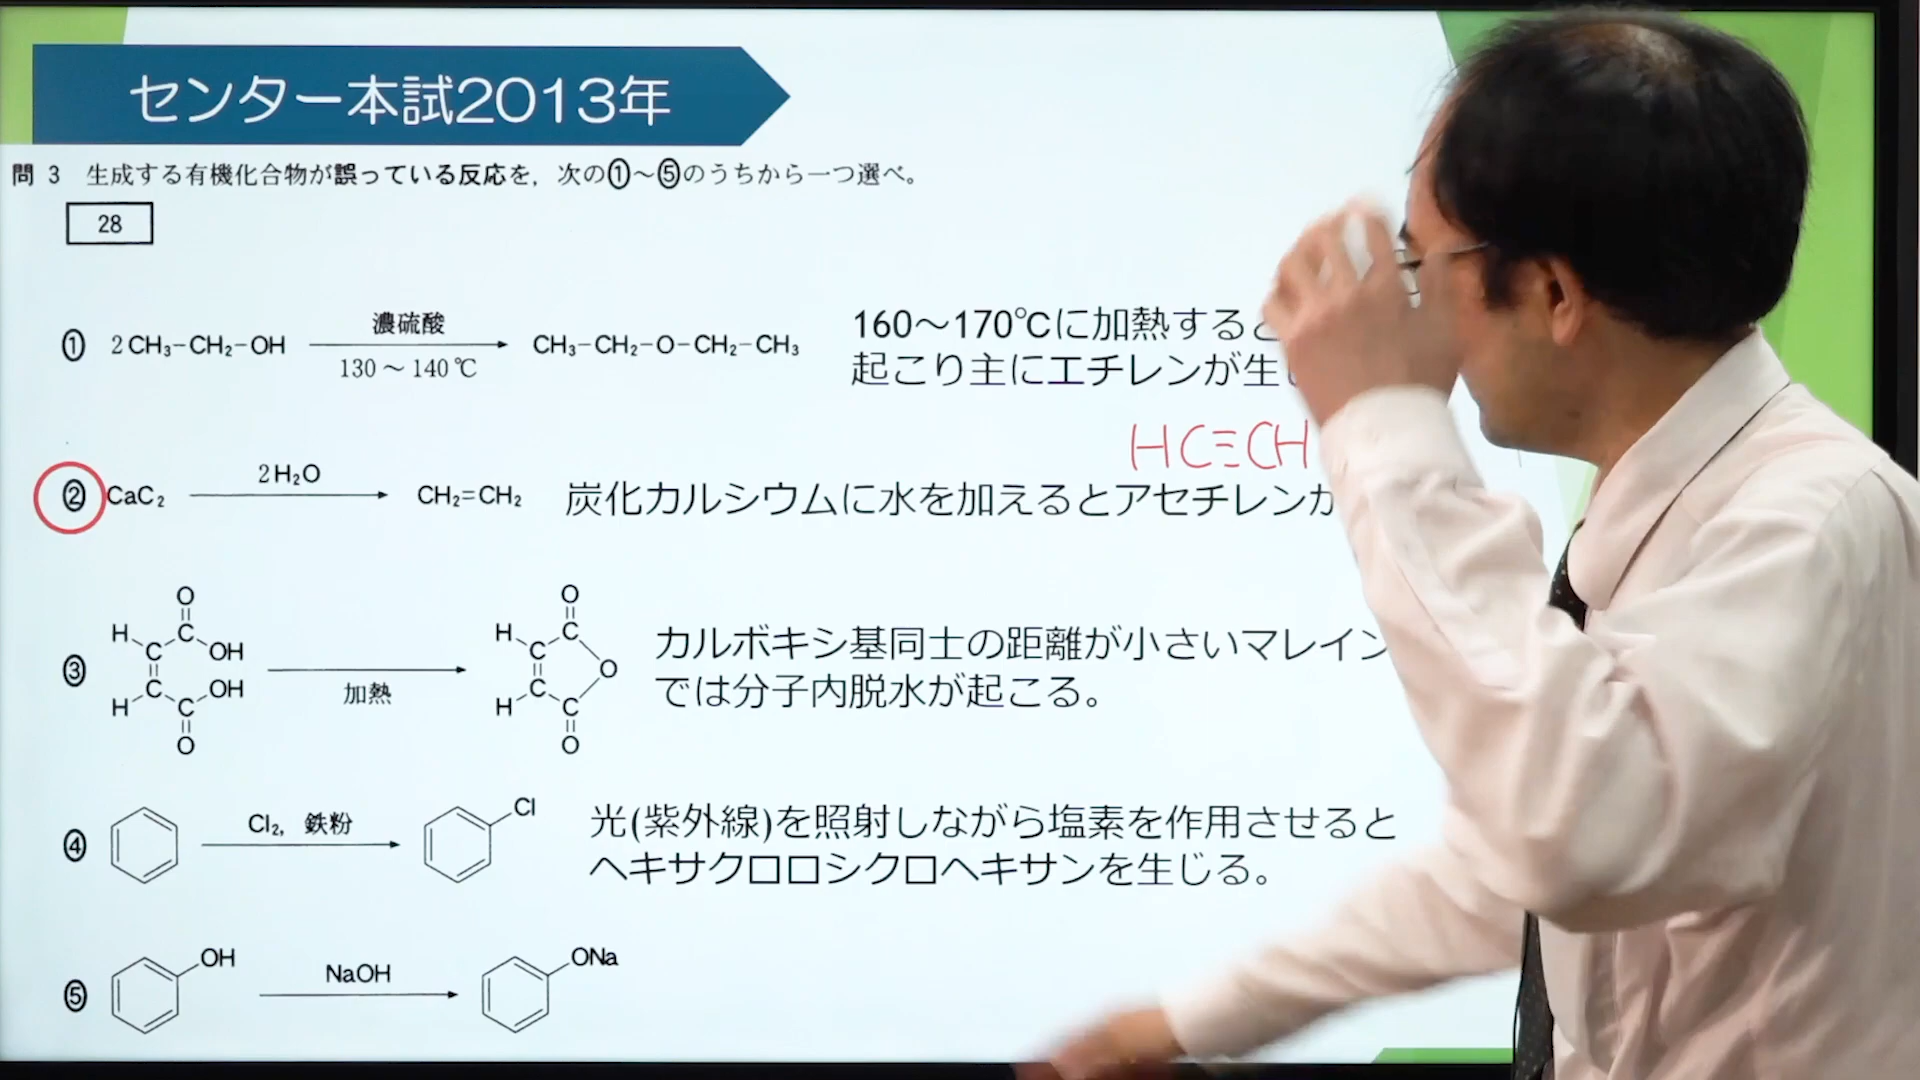 センター本試2013年
問 3 生成する有機化合物が誤っている反応を，次の①～⑤のうちから一つ選べ。
28
① 2CH₃−CH₂−OH 濃硫酸 130～140℃ CH₃−CH₂−O−CH₂−CH₃
160～170℃に加熱すると
起こり主にエチレンが生
HC≡CH
② CaC₂ 2H₂O CH₂=CH₂ 炭化カルシウムに水を加えるとアセチレンが
③ H H C C C C O O OH OH 加熱 H H C C C C O O O
カルボキシ基同士の距離が小さいマレイン
では分子内脱水が起こる。
④ Cl₂，鉄粉 Cl
光(紫外線)を照射しながら塩素を作用させると
ヘキサクロロシクロヘキサンを生じる。
⑤ OH NaOH ONa